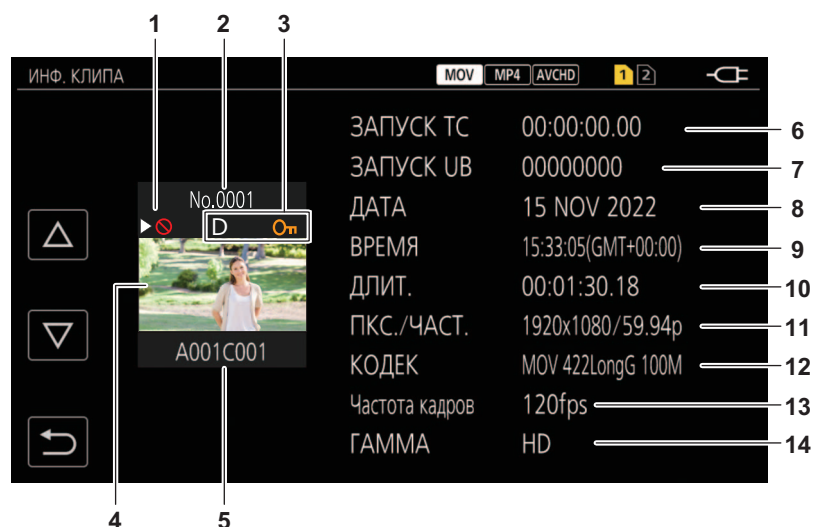 1 2 3
ИНФ. КЛИПА MOV MP4 AVCHD 1 2
ЗАПУСК TC 00:00:00.00 6
ЗАПУСК UB 00000000 7
No.0001
D
ДАТА 15 NOV 2022 8
ВРЕМЯ 15:33:05(GMT+00:00) 9
ДЛИТ. 00:01:30.18 10
4
ПКС./ЧАСТ. 1920x1080/59.94p 11
A001C001
КОДЕК MOV 422LongG 100M 12
Частота кадров 120fps 13
ГАММА HD 14
4 5